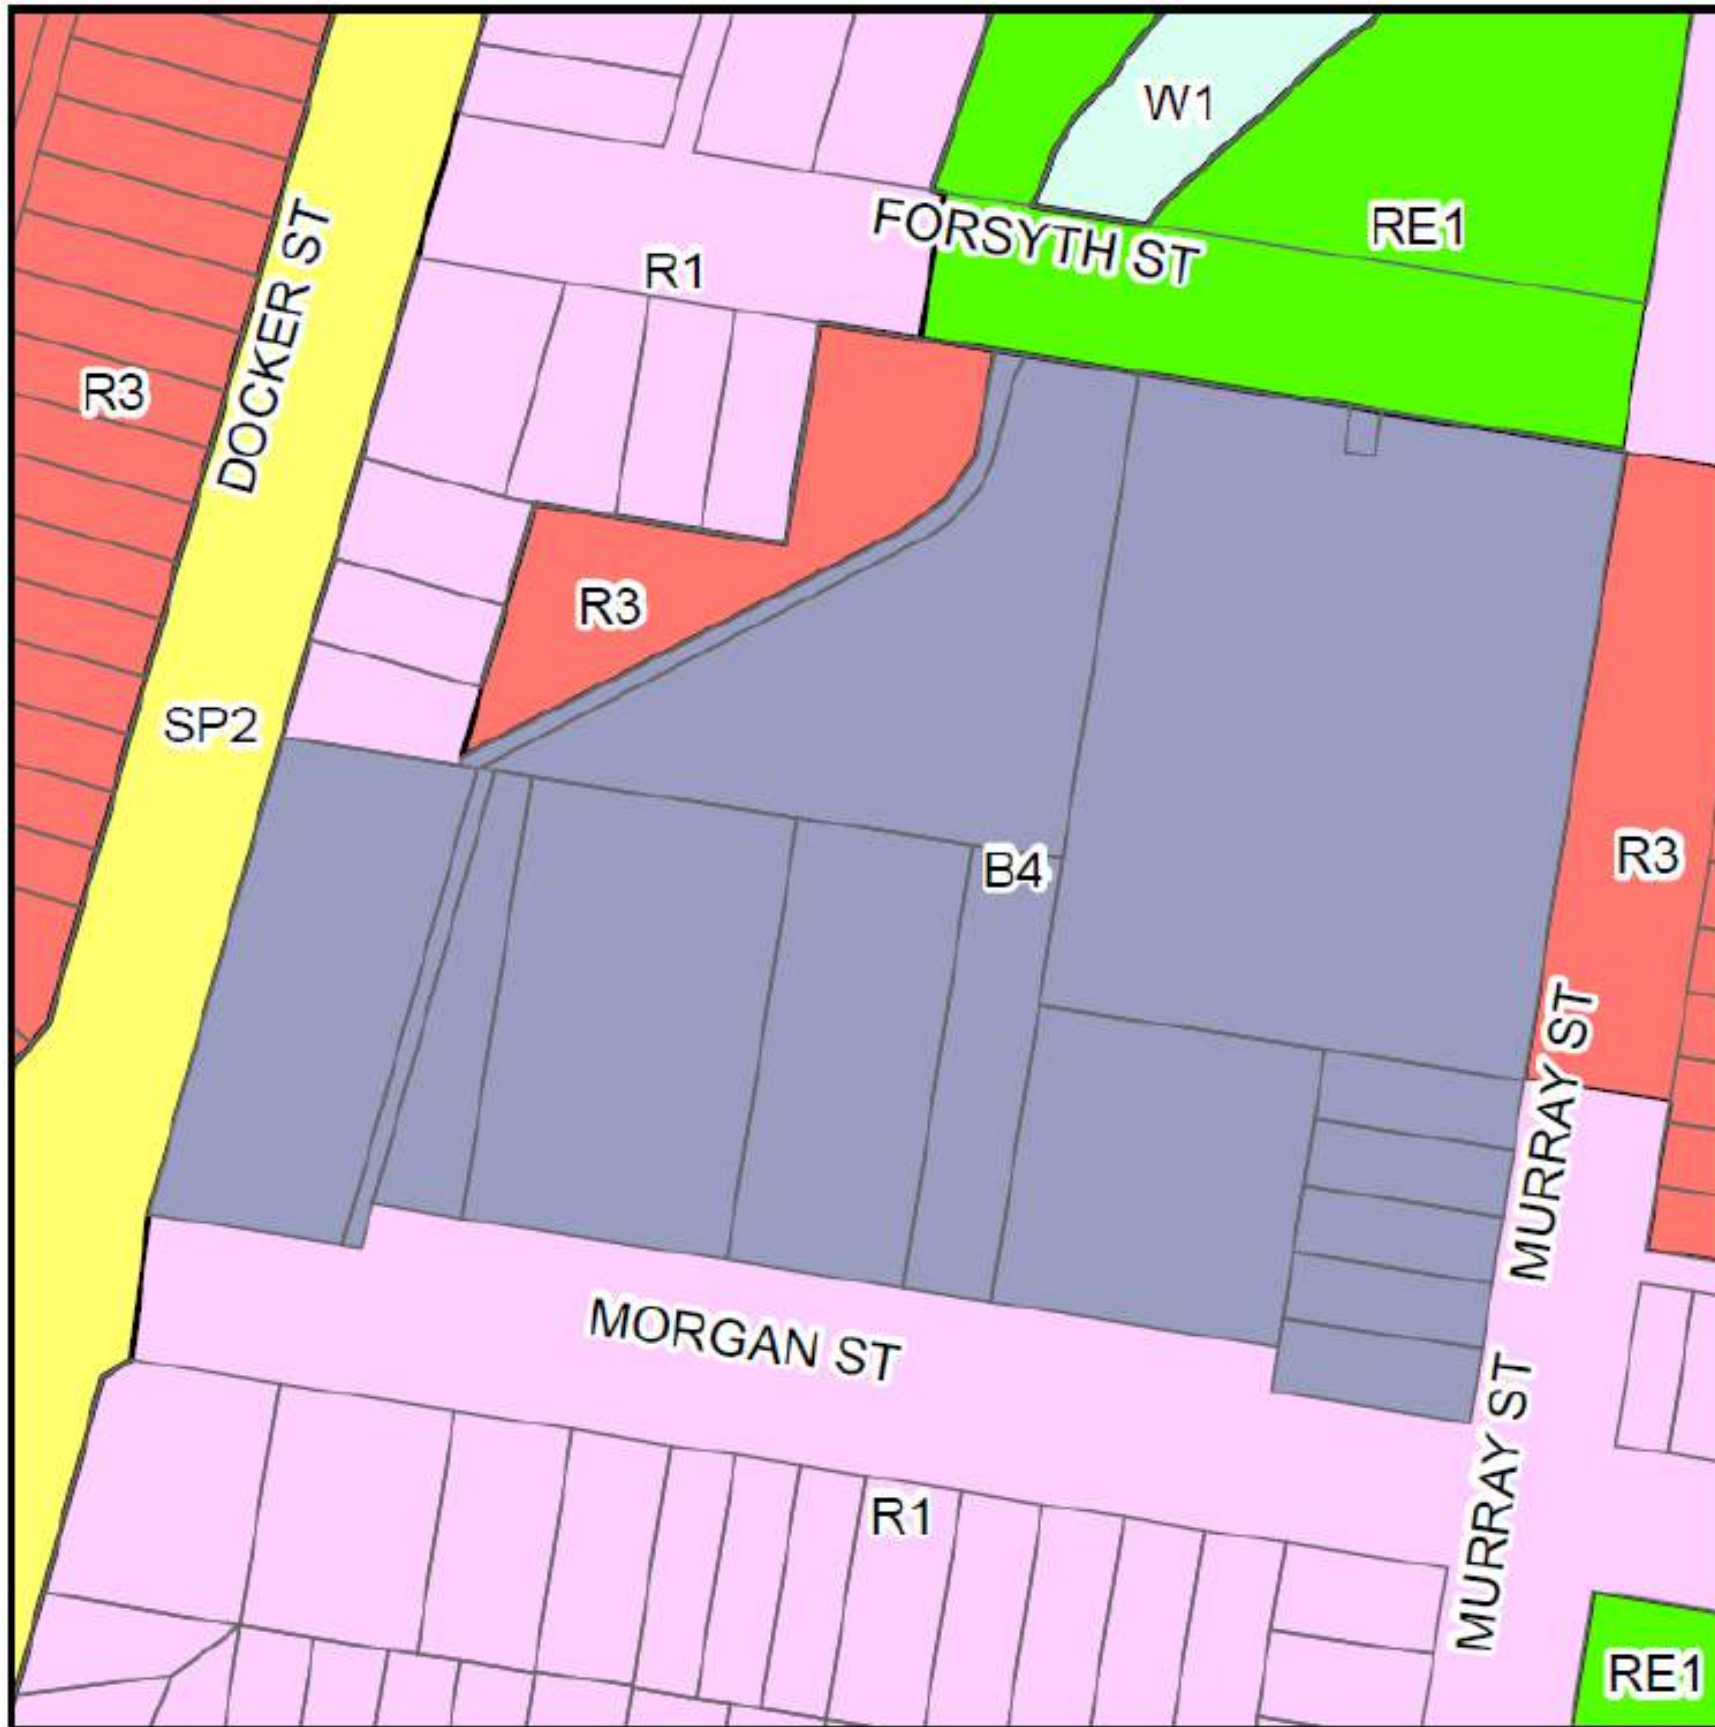 W1
FORSYTH ST
RE1
R1
DOCKER ST
R3
R3
SP2
B4
R3
MURRAY ST
MORGAN ST
MURRAY ST
R1
RE1